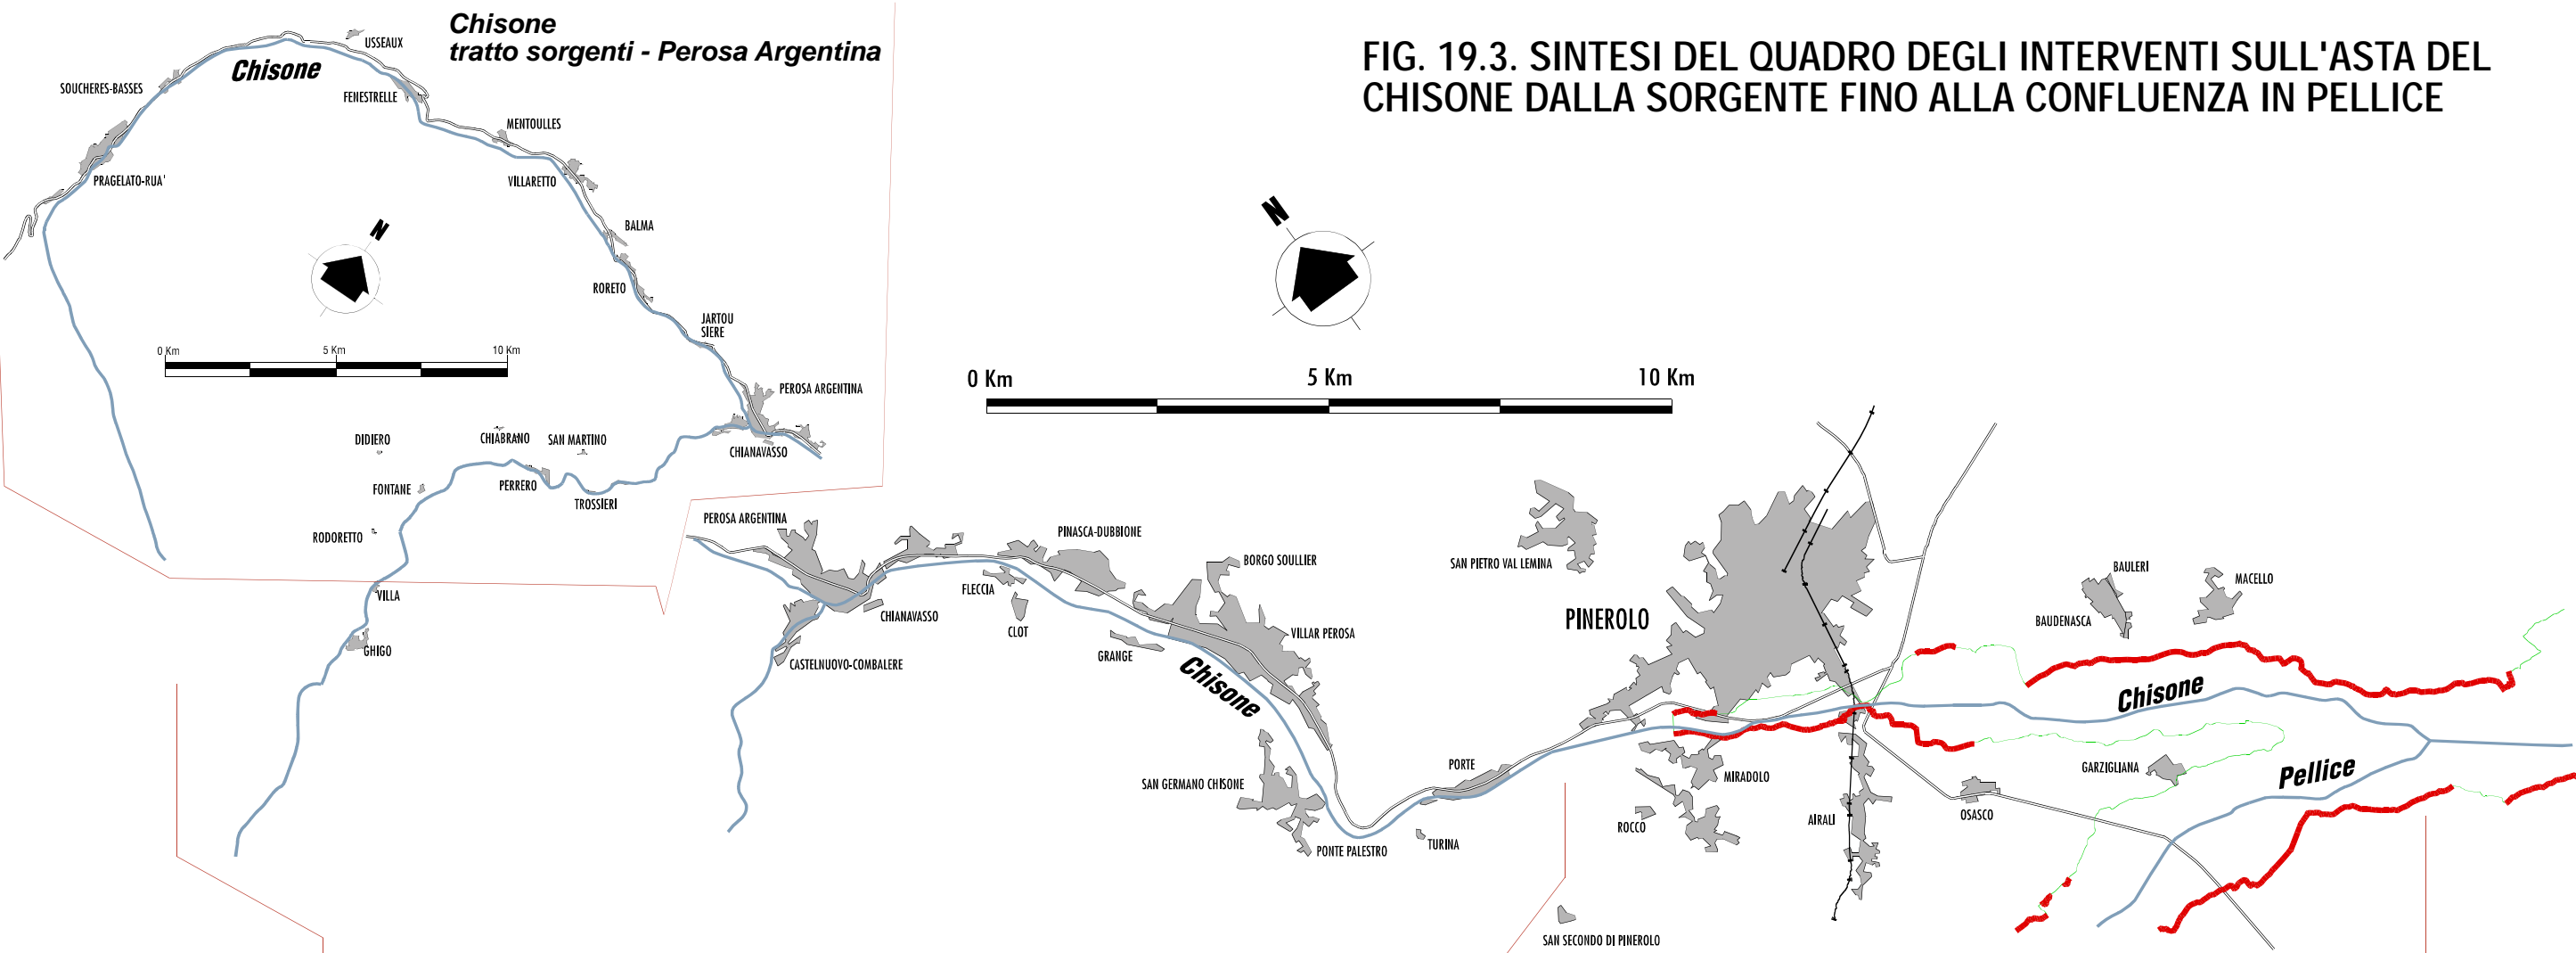 Chisone
tratto sorgenti - Perosa Argentina
FIG. 19.3. SINTESI DEL QUADRO DEGLI INTERVENTI SULL'ASTA DEL
CHISONE DALLA SORGENTE FINO ALLA CONFLUENZA IN PELLICE
USSEAUX
Chisone
SOUCHERES-BASSES
FENESTRELLE
MENTOULLES
PRAGELATO-RUA'
VILLARETTO
BALMA
N
N
RORETO
JARTOU
SIERE
0 Km
5 Km
10 Km
0 Km
5 Km
10 Km
PEROSA ARGENTINA
CHIANAVASSO
DIDIERO
CHIABRANO
SAN MARTINO
FONTANE
PERRERO
TROSSIERI
RODORETTO
VILLA
GHIGO
PEROSA ARGENTINA
PINASCA-DUBBIONE
BORGO SOULLIER
FLECCIA
CHIANAVASSO
CLOT
GRANGE
VILLAR PEROSA
CASTELNUOVO-COMBALERE
Chisone
SAN PIETRO VAL LEMINA
PINEROLO
BAULERI
MACELLO
BAUDENASCA
Chisone
SAN GERMANO CHISONE
PORTE
MIRADOLO
GARZIGLIANA
Pellice
PONTE PALESTRO
TURINA
ROCCO
AIRALI
OSASCO
SAN SECONDO DI PINEROLO